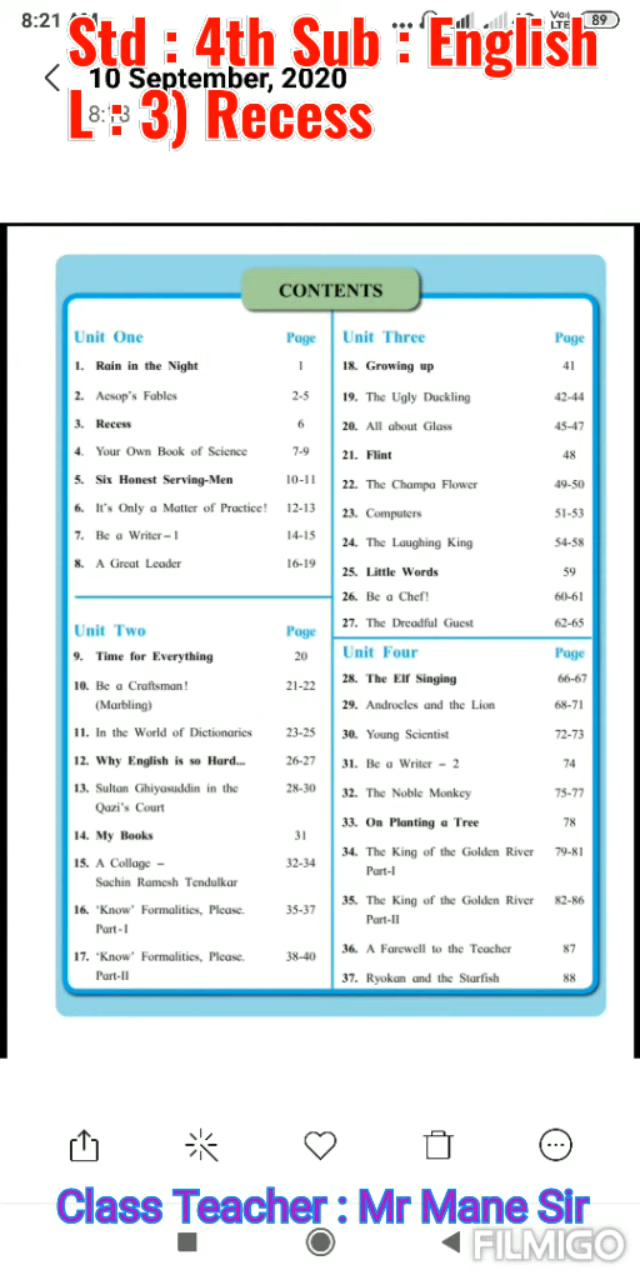 8:21 AM
Vo) LTE 89
Std : 4th Sub : English
10 September, 2020
L : 3) Recess
CONTENTS
Unit One Page
1. Rain in the Night 1
2. Aesop's Fables 2-5
3. Recess 6
4. Your Own Book of Science 7-9
5. Six Honest Serving-Men 10-11
6. It's Only a Matter of Practice! 12-13
7. Be a Writer – 1 14-15
8. A Great Leader 16-19
Unit Two Page
9. Time for Everything 20
10. Be a Craftsman! 21-22
(Marbling)
11. In the World of Dictionaries 23-25
12. Why English is so Hard... 26-27
13. Sultan Ghiyasuddin in the 28-30
Qazi's Court
14. My Books 31
15. A Collage – 32-34
Sachin Ramesh Tendulkar
16. 'Know' Formalities, Please. 35-37
Part-I
17. 'Know' Formalities, Please. 38-40
Part-II
Unit Three Page
18. Growing up 41
19. The Ugly Duckling 42-44
20. All about Glass 45-47
21. Flint 48
22. The Champa Flower 49-50
23. Computers 51-53
24. The Laughing King 54-58
25. Little Words 59
26. Be a Chef! 60-61
27. The Dreadful Guest 62-65
Unit Four Page
28. The Elf Singing 66-67
29. Androcles and the Lion 68-71
30. Young Scientist 72-73
31. Be a Writer – 2 74
32. The Noble Monkey 75-77
33. On Planting a Tree 78
34. The King of the Golden River 79-81
Part-I
35. The King of the Golden River 82-86
Part-II
36. A Farewell to the Teacher 87
37. Ryokan and the Starfish 88
Class Teacher : Mr Mane Sir
FILMIGO